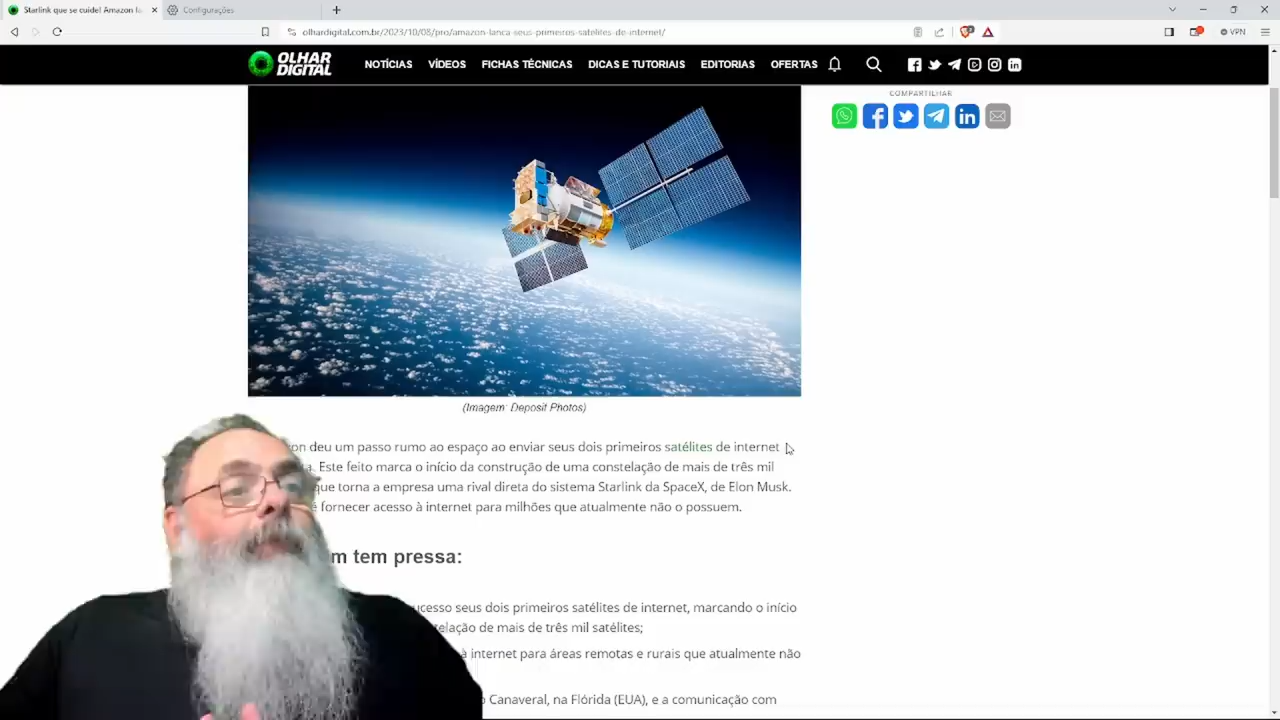 Starlink que se cuide! Amazon la
Configurações
olhardigital.com.br/2023/10/08/pro/amazon-lanca-seus-primeiros-satelites-de-internet/
VPN
OLHAR DIGITAL
NOTÍCIAS VÍDEOS FICHAS TÉCNICAS DICAS E TUTORIAIS EDITORIAS OFERTAS
COMPARTILHAR
(Imagem: Deposit Photos)
deu um passo rumo ao espaço ao enviar seus dois primeiros satélites de internet
Este feito marca o início da construção de uma constelação de mais de três mil
que torna a empresa uma rival direta do sistema Starlink da SpaceX, de Elon Musk.
é fornecer acesso à internet para milhões que atualmente não o possuem.
m tem pressa:
ucesso seus dois primeiros satélites de internet, marcando o início
telação de mais de três mil satélites;
à internet para áreas remotas e rurais que atualmente não
Canaveral, na Flórida (EUA), e a comunicação com